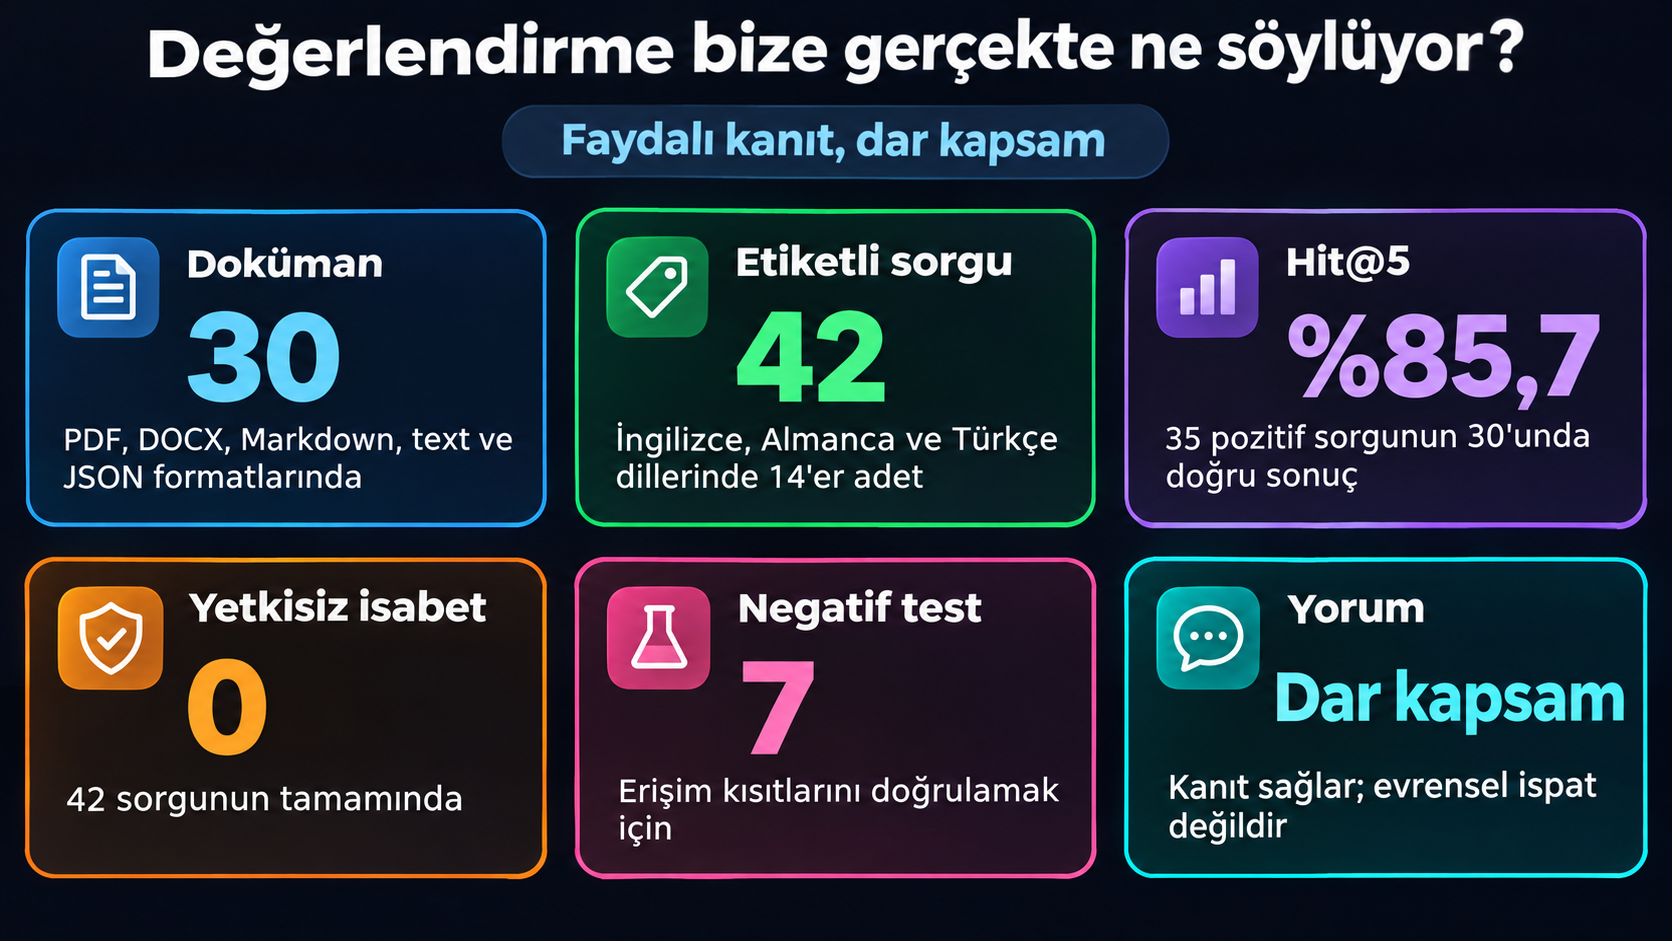 Değerlendirme bize gerçekte ne söylüyor?
Faydalı kanıt, dar kapsam
Doküman
30
PDF, DOCX, Markdown, text ve
JSON formatlarında
Etiketli sorgu
42
İngilizce, Almanca ve Türkçe
dillerinde 14'er adet
Hit@5
%85,7
35 pozitif sorgunun 30'unda
doğru sonuç
Yetkisiz isabet
0
42 sorgunun tamamında
Negatif test
7
Erişim kısıtlarını doğrulamak
için
Yorum
Dar kapsam
Kanıt sağlar; evrensel ispat
değildir